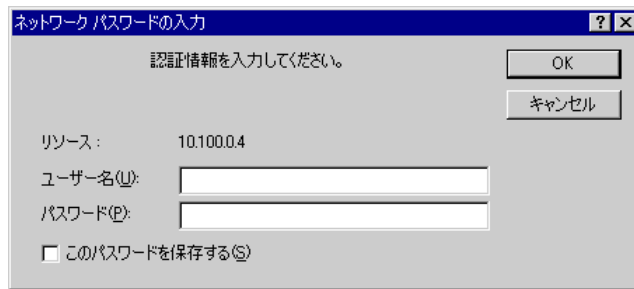 ネットワーク パスワードの入力
認証情報を入力してください。
OK
キャンセル
リソース : 10.100.0.4
ユーザー名(U):
パスワード(P):
このパスワードを保存する(S)